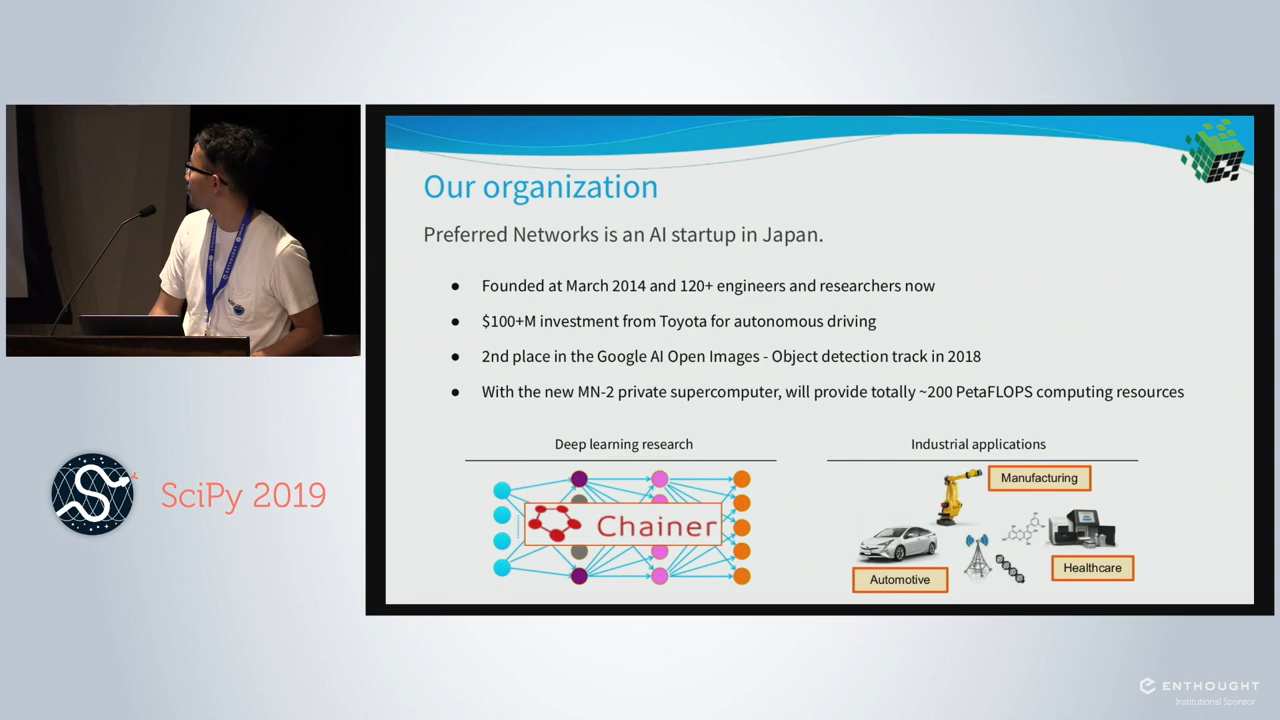 Our organization
Preferred Networks is an AI startup in Japan.
● Founded at March 2014 and 120+ engineers and researchers now
● $100+M investment from Toyota for autonomous driving
● 2nd place in the Google AI Open Images - Object detection track in 2018
● With the new MN-2 private supercomputer, will provide totally ~200 PetaFLOPS computing resources
Deep learning research
Chainer
Industrial applications
Manufacturing
Automotive
Healthcare
SciPy 2019
ENTHOUGHT
Institutional Sponsor